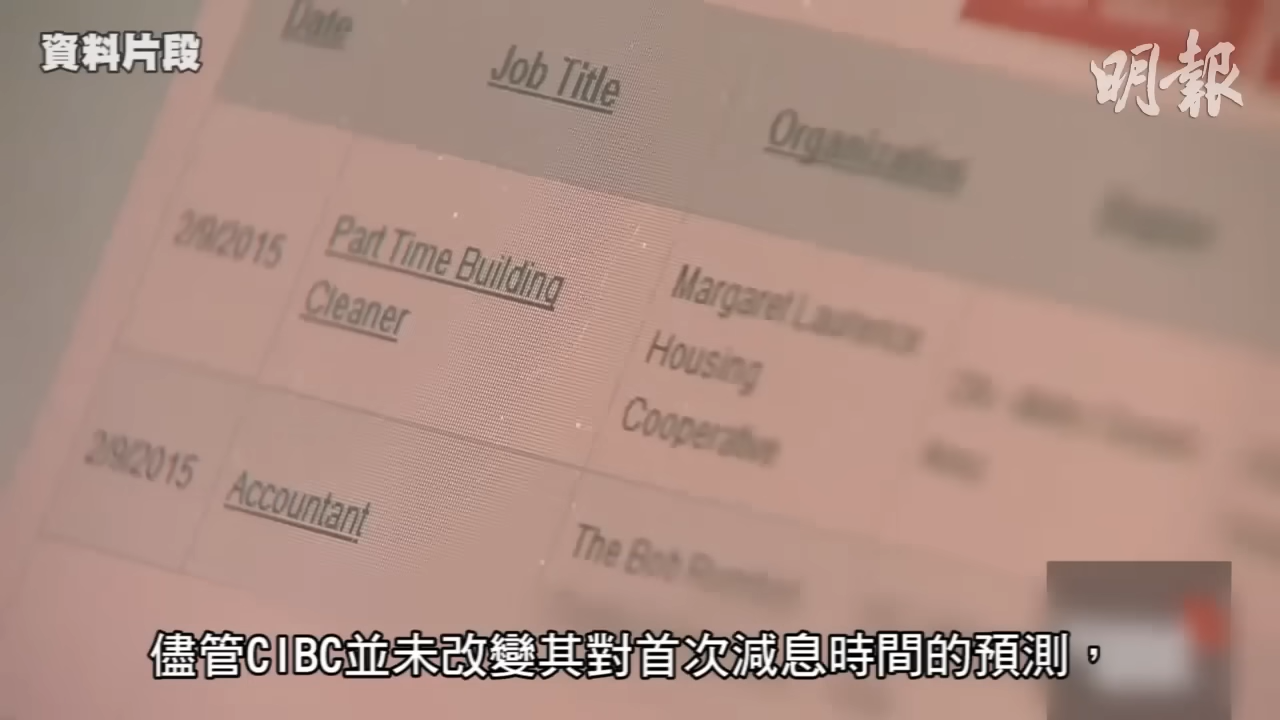 資料片段
明報
Date
Job Title
Organization
2/9/2015
Part Time Building
Cleaner
Margaret Laurence
Housing
Cooperative
2/9/2015
Accountant
The Bob
儘管CIBC並未改變其對首次減息時間的預測，